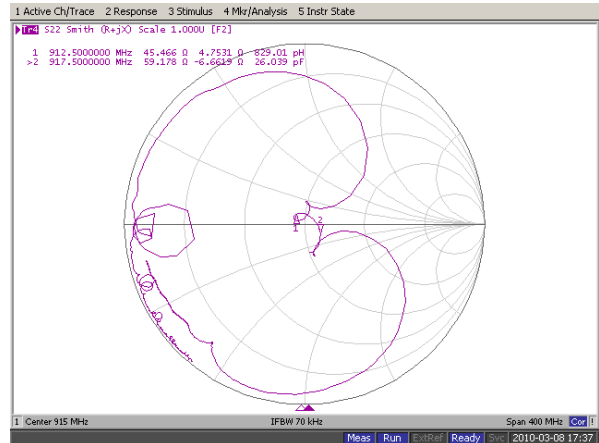 1 Active Ch/Trace 2 Response 3 Stimulus 4 Mkr/Analysis 5 Instr State
Tr4 S22 Smith (R+jX) Scale 1.000U [F2]
1 912.5000000 MHz 45.466 Ω 4.7531 Ω 829.01 pH
>2 917.5000000 MHz 59.178 Ω -6.6619 Ω 26.039 pF
2
1
1 Center 915 MHz IFBW 70 kHz Span 400 MHz Cor !
Meas Run ExtRef Ready Svc 2010-03-08 17:37